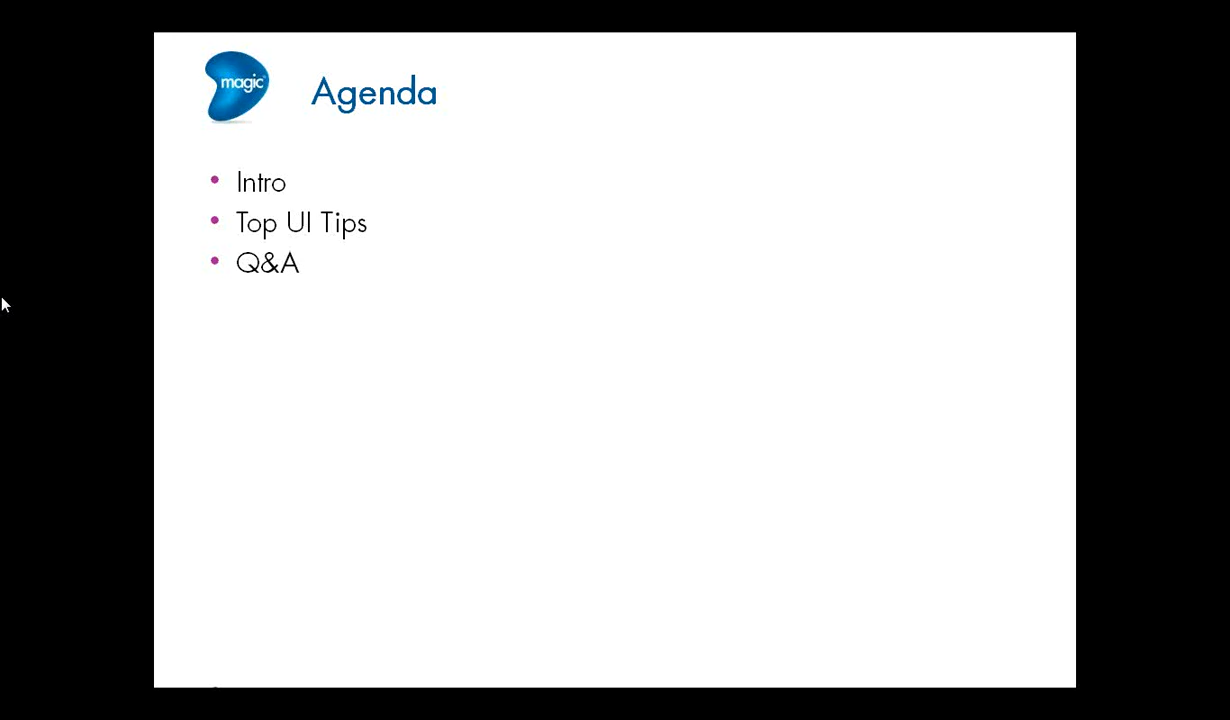 magic
Agenda
• Intro
• Top UI Tips
• Q&A